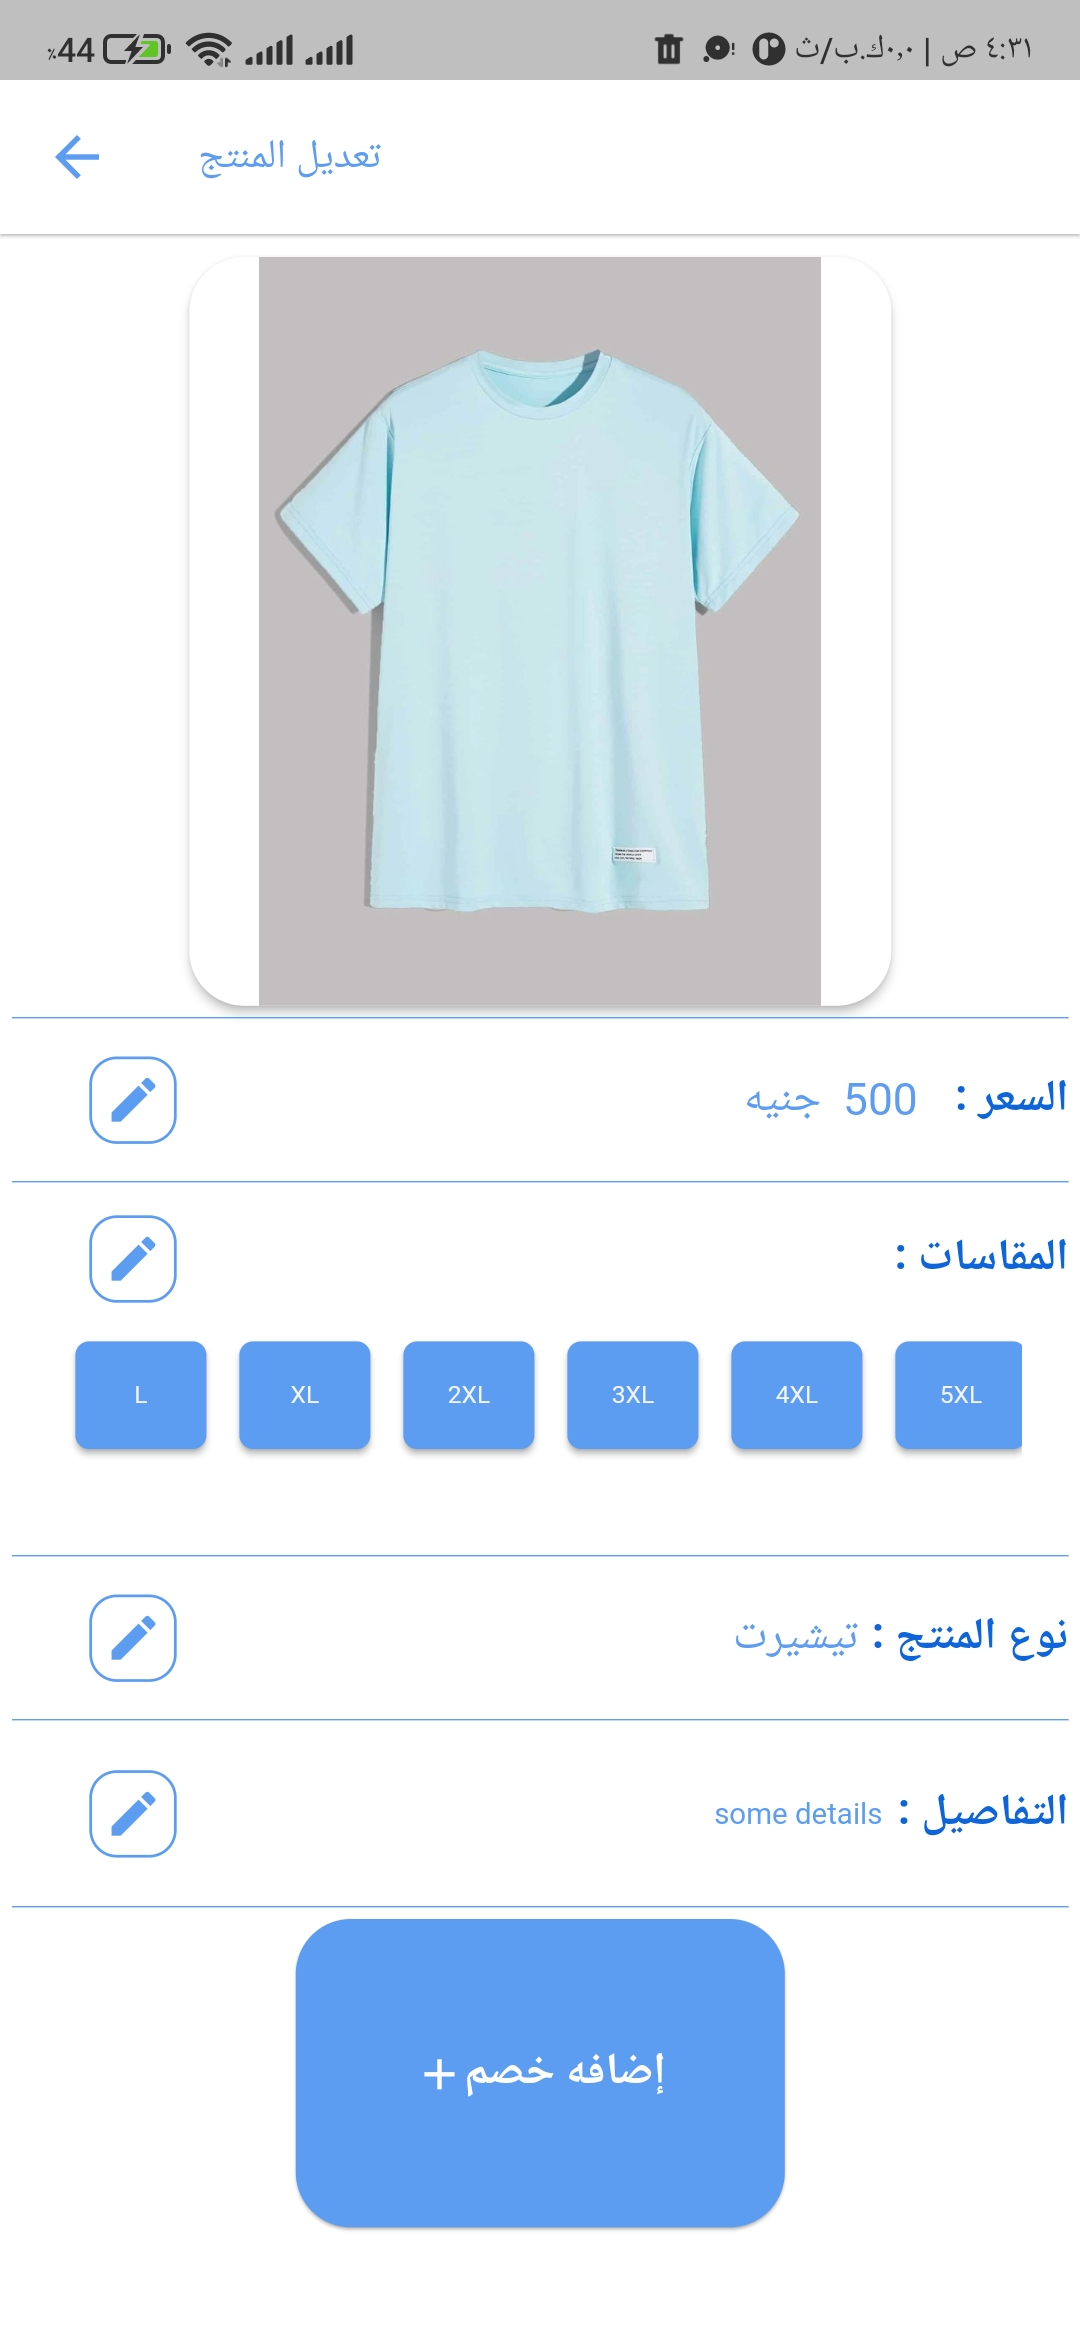 ٪44 ٤:٣١ ص | ٠,٠ك.ب/ث
تعديل المنتج
السعر : 500 جنيه
المقاسات :
L XL 2XL 3XL 4XL 5XL
نوع المنتج : تيشيرت
التفاصيل : some details
إضافه خصم +